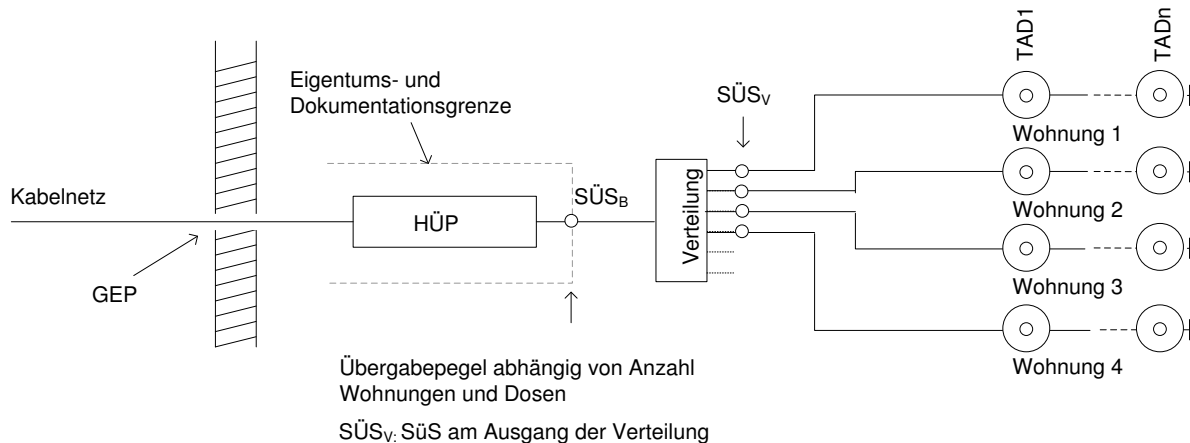 TAD1
TADn
Eigentums- und
Dokumentationsgrenze
SÜSV
Wohnung 1
Kabelnetz
HÜP
SÜSB
Verteilung
Wohnung 2
GEP
Wohnung 3
Übergabepegel abhängig von Anzahl
Wohnungen und Dosen
Wohnung 4
SÜSV: SüS am Ausgang der Verteilung